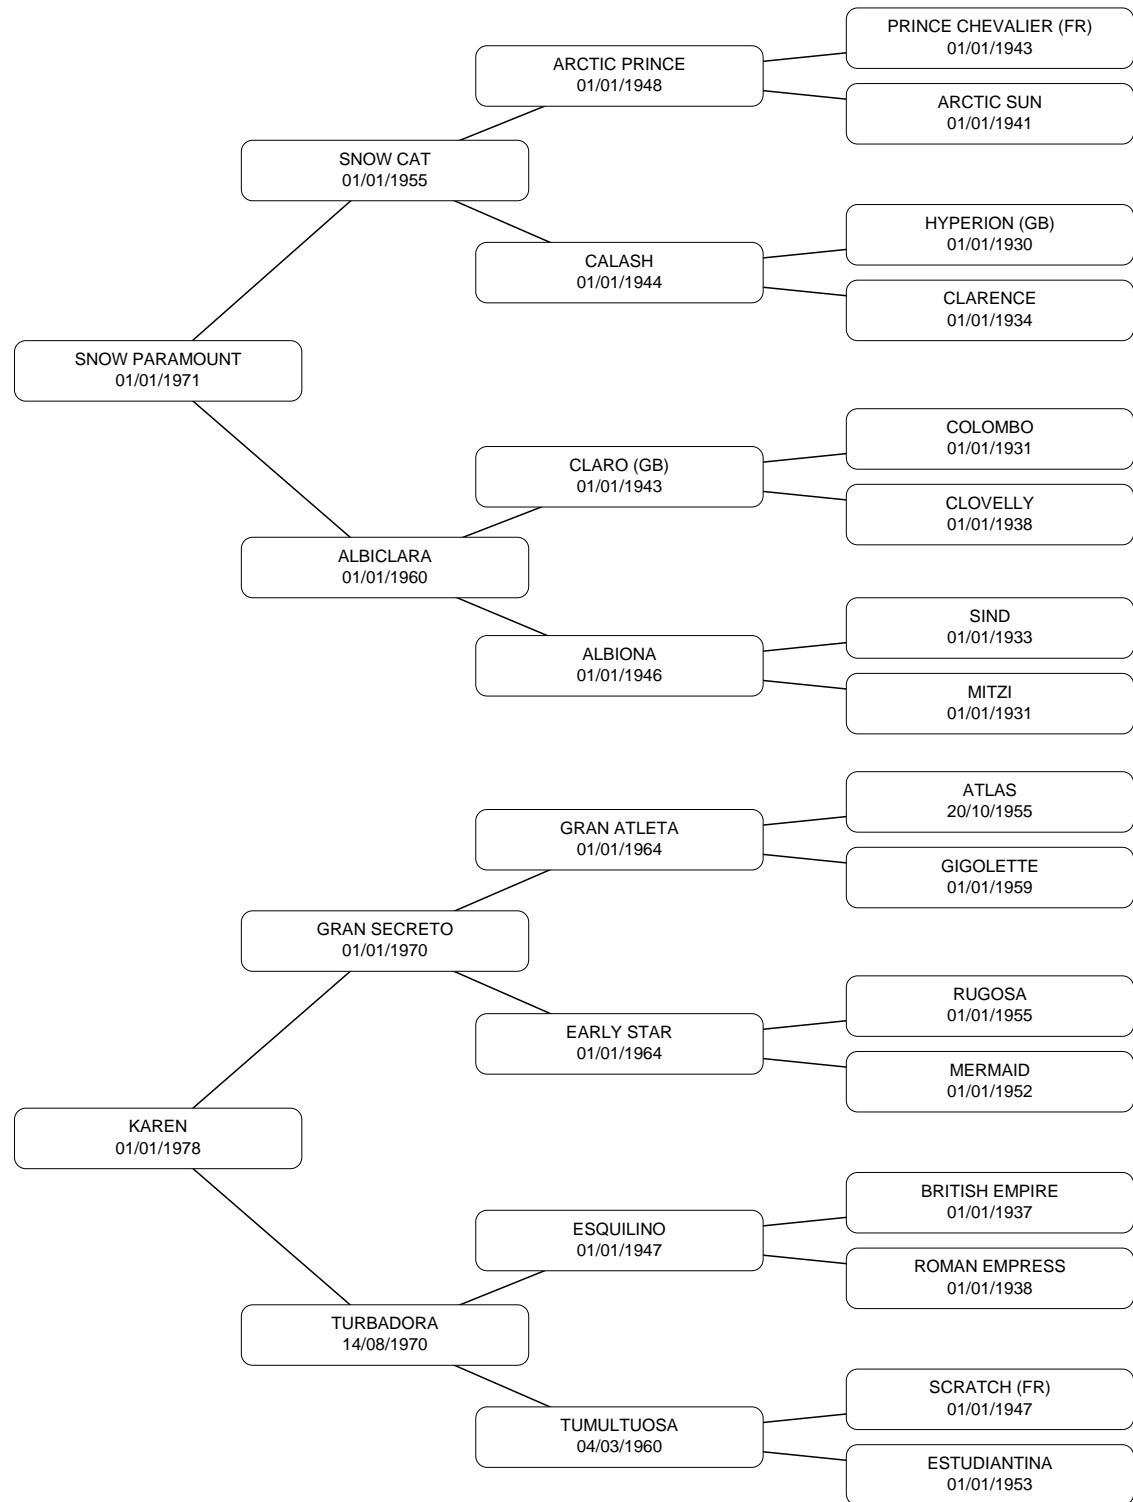 PRINCE CHEVALIER (FR)
01/01/1943
ARCTIC PRINCE
01/01/1948
ARCTIC SUN
01/01/1941
SNOW CAT
01/01/1955
HYPERION (GB)
01/01/1930
CALASH
01/01/1944
CLARENCE
01/01/1934
SNOW PARAMOUNT
01/01/1971
COLOMBO
01/01/1931
CLARO (GB)
01/01/1943
CLOVELLY
01/01/1938
ALBICLARA
01/01/1960
SIND
01/01/1933
ALBIONA
01/01/1946
MITZI
01/01/1931
ATLAS
20/10/1955
GRAN ATLETA
01/01/1964
GIGOLETTE
01/01/1959
GRAN SECRETO
01/01/1970
RUGOSA
01/01/1955
EARLY STAR
01/01/1964
MERMAID
01/01/1952
KAREN
01/01/1978
BRITISH EMPIRE
01/01/1937
ESQUILINO
01/01/1947
ROMAN EMPRESS
01/01/1938
TURBADORA
14/08/1970
SCRATCH (FR)
01/01/1947
TUMULTUOSA
04/03/1960
ESTUDIANTINA
01/01/1953